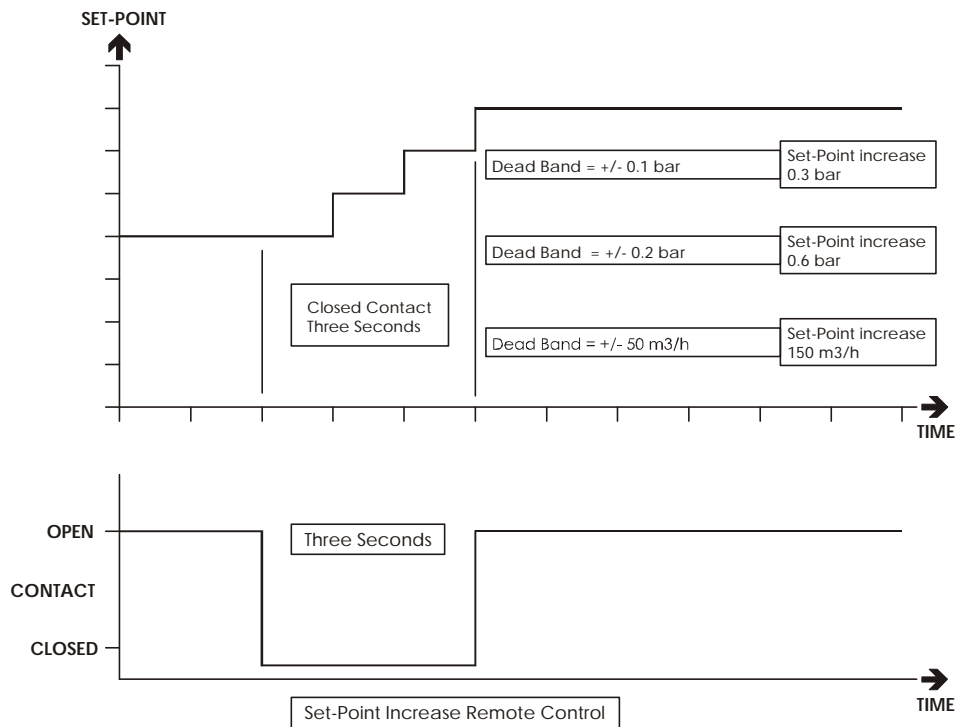 SET-POINT
Dead Band = +/- 0.1 bar
Set-Point increase
0.3 bar
Dead Band = +/- 0.2 bar
Set-Point increase
0.6 bar
Closed Contact
Three Seconds
Dead Band = +/- 50 m3/h
Set-Point increase
150 m3/h
TIME
OPEN
Three Seconds
CONTACT
CLOSED
TIME
Set-Point Increase Remote Control